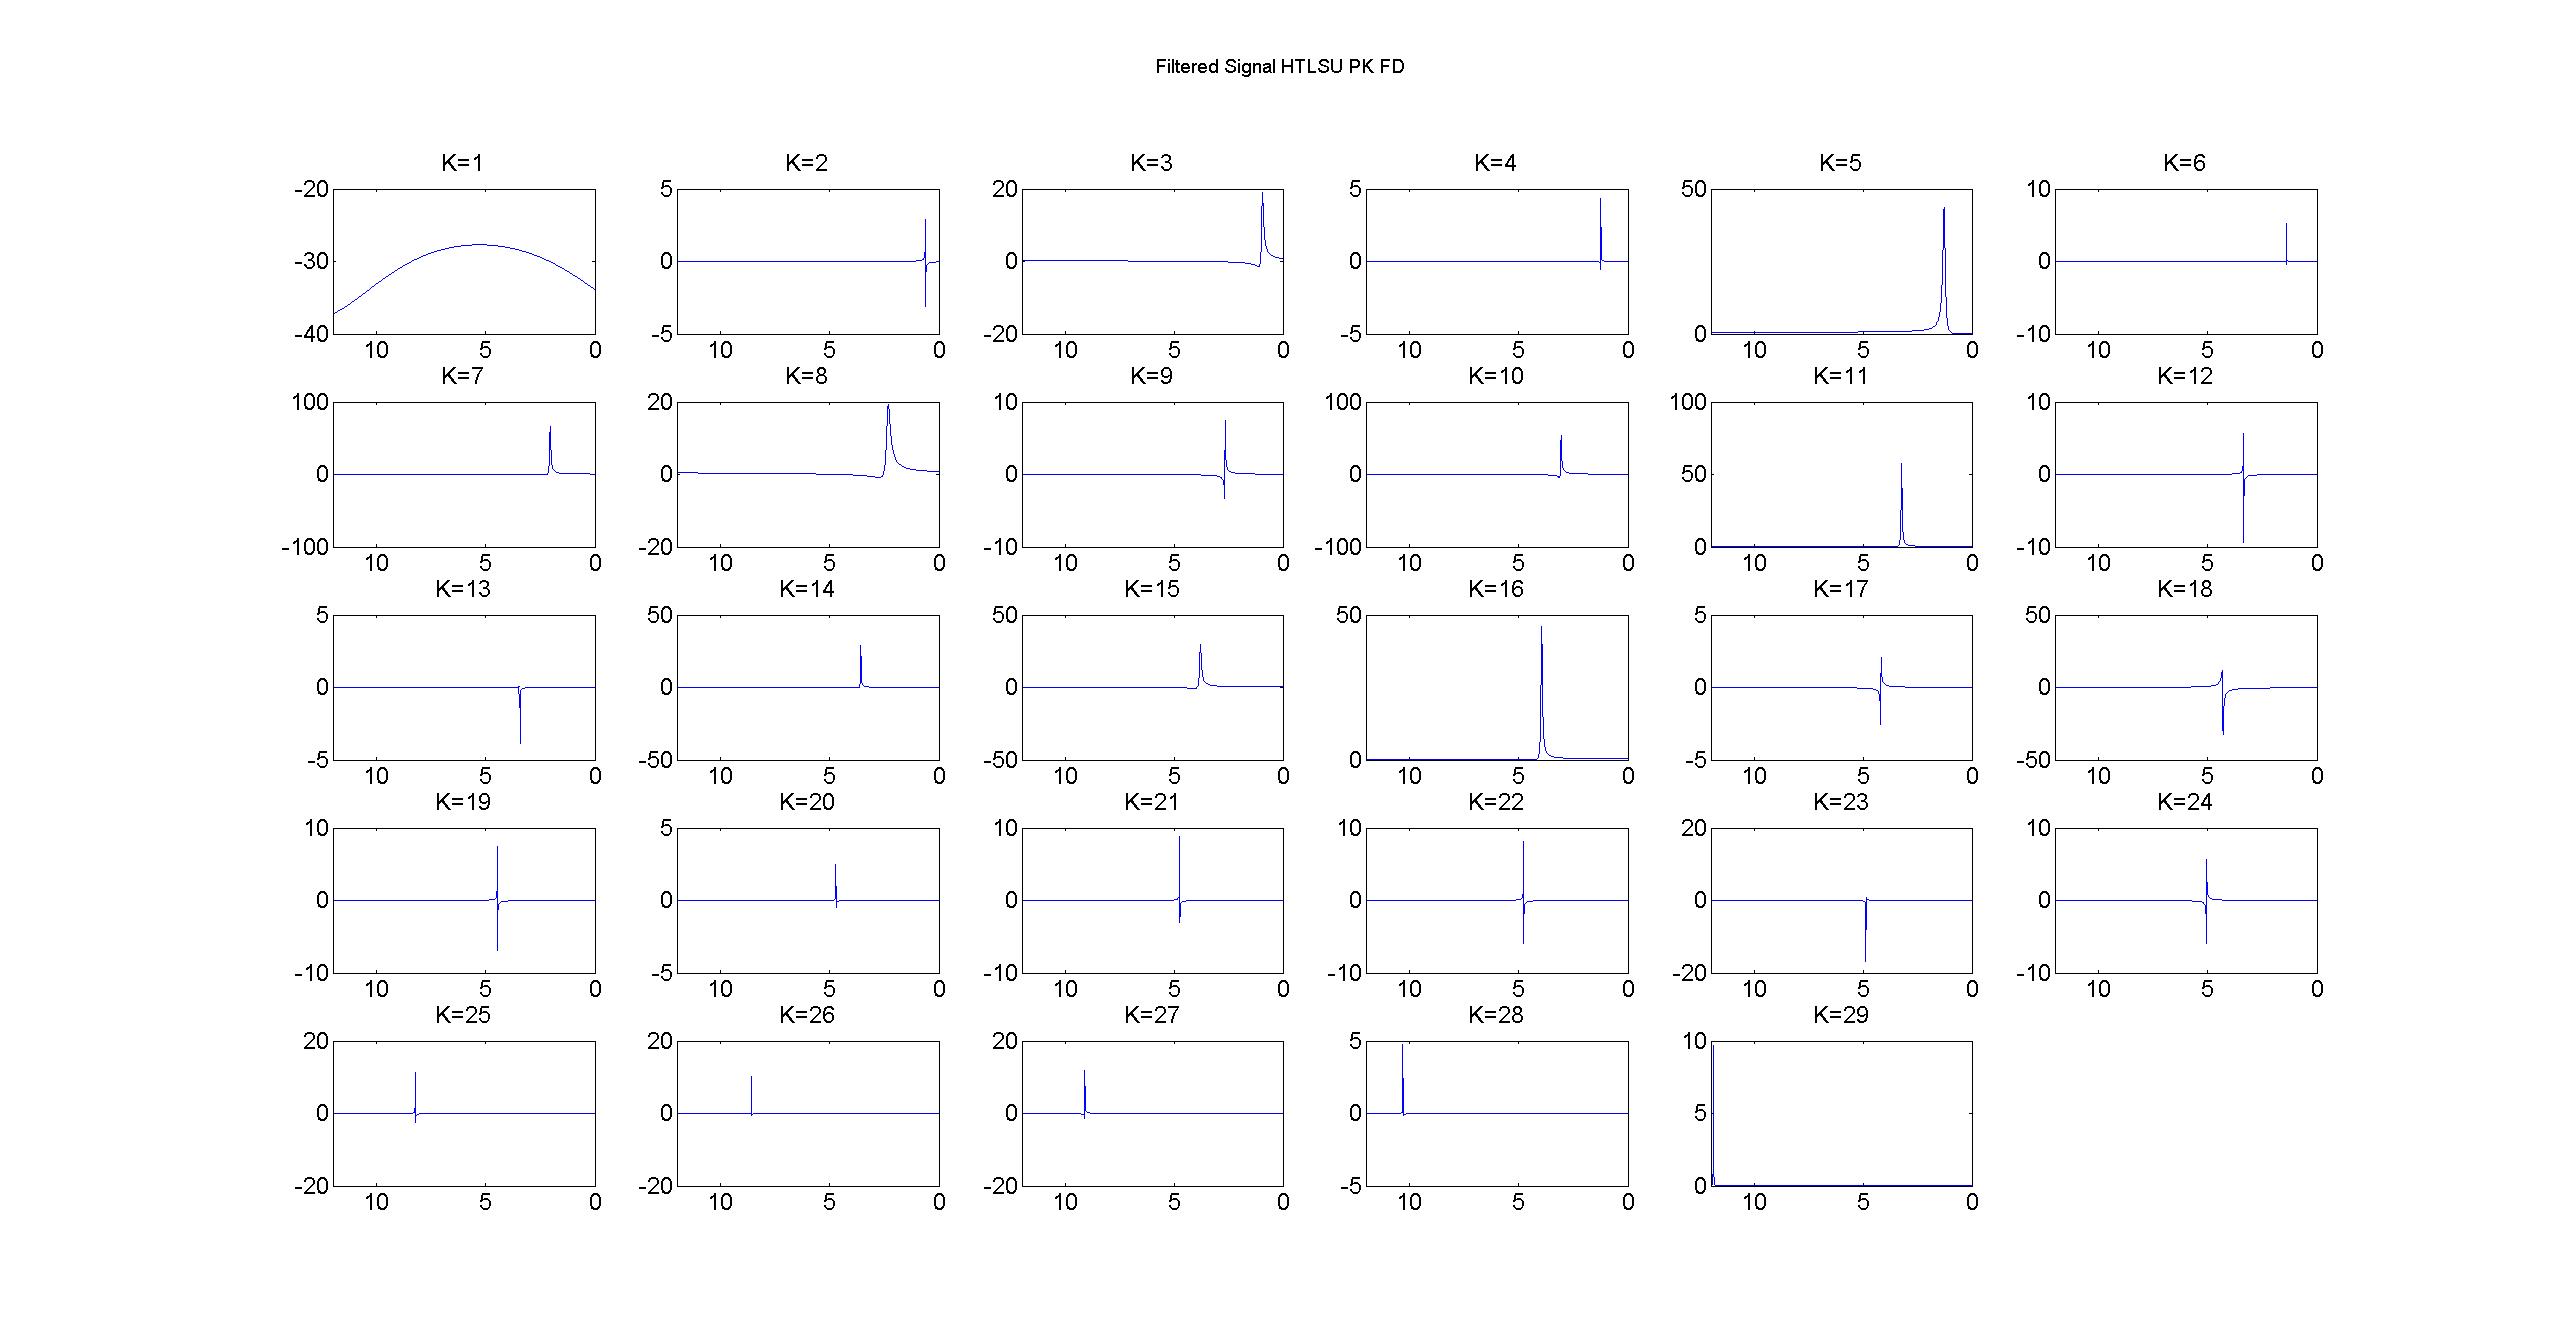 Filtered Signal HTLSU PK FD
K=1 K=2 K=3 K=4 K=5 K=6
-20 5 20 5 50 10
-30 0 0 0 0
-40 -5 -20 -5 0 -10
10 5 0 10 5 0 10 5 0 10 5 0 10 5 0 10 5 0
K=7 K=8 K=9 K=10 K=11 K=12
100 20 10 100 100 10
0 0 0 0 50 0
-100 -20 -10 -100 0 -10
10 5 0 10 5 0 10 5 0 10 5 0 10 5 0 10 5 0
K=13 K=14 K=15 K=16 K=17 K=18
5 50 50 50 5 50
0 0 0 0 0
-5 -50 -50 0 -5 -50
10 5 0 10 5 0 10 5 0 10 5 0 10 5 0 10 5 0
K=19 K=20 K=21 K=22 K=23 K=24
10 5 10 10 20 10
0 0 0 0 0 0
-10 -5 -10 -10 -20 -10
10 5 0 10 5 0 10 5 0 10 5 0 10 5 0 10 5 0
K=25 K=26 K=27 K=28 K=29
20 20 20 5 10
0 0 0 0 5
-20 -20 -20 -5 0
10 5 0 10 5 0 10 5 0 10 5 0 10 5 0